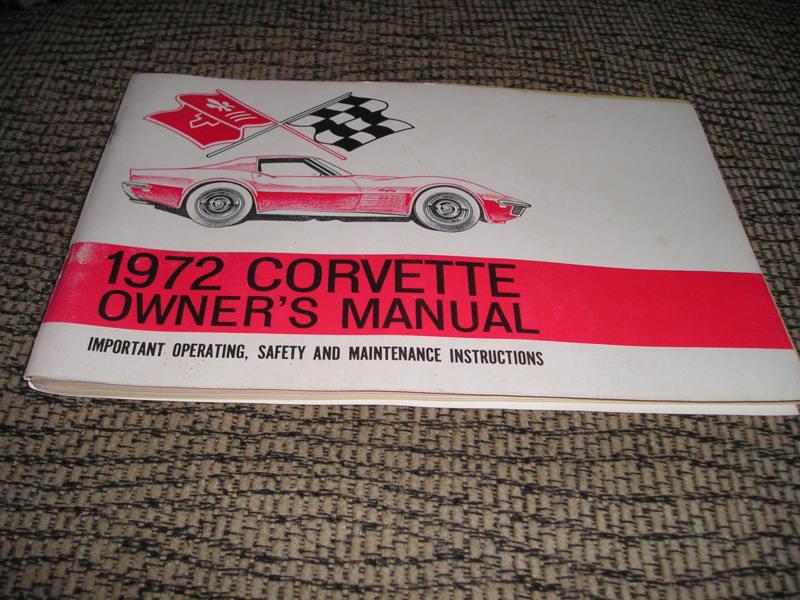 1972 CORVETTE
OWNER'S MANUAL
IMPORTANT OPERATING, SAFETY AND MAINTENANCE INSTRUCTIONS